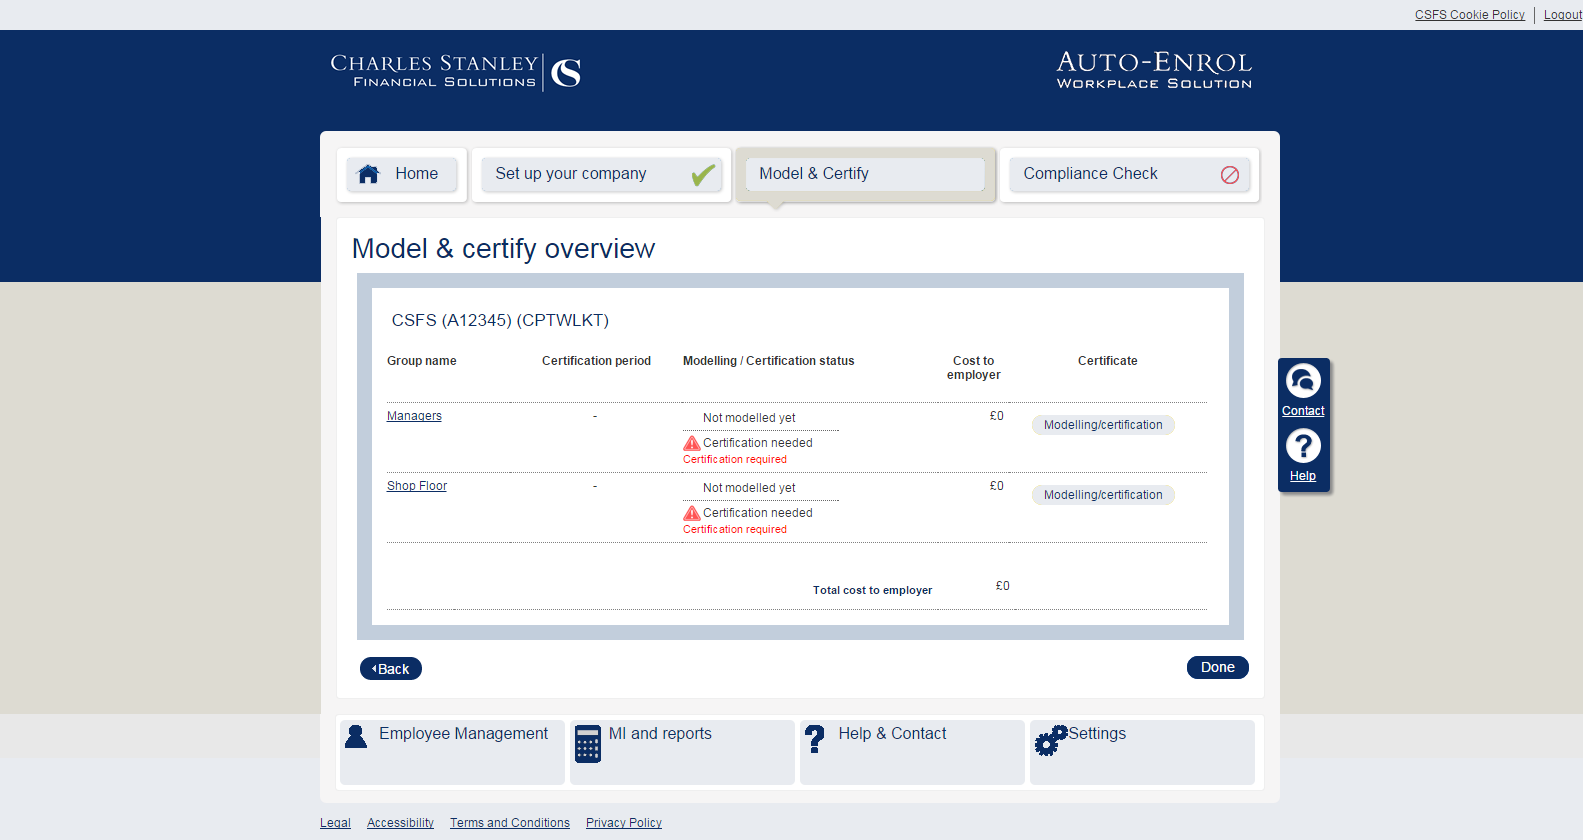 CSFS Cookie Policy Logout
CHARLES STANLEY
FINANCIAL SOLUTIONS
AUTO-ENROL
WORKPLACE SOLUTION
Home
Set up your company
Model & Certify
Compliance Check
Model & certify overview
CSFS (A12345) (CPTWLKT)
Group name Certification period Modelling / Certification status Cost to employer Certificate
Managers - Not modelled yet £0 Modelling/certification
Certification needed
Certification required
Shop Floor - Not modelled yet £0 Modelling/certification
Certification needed
Certification required
Total cost to employer £0
Back
Done
Contact
Help
Employee Management
MI and reports
Help & Contact
Settings
Legal Accessibility Terms and Conditions Privacy Policy